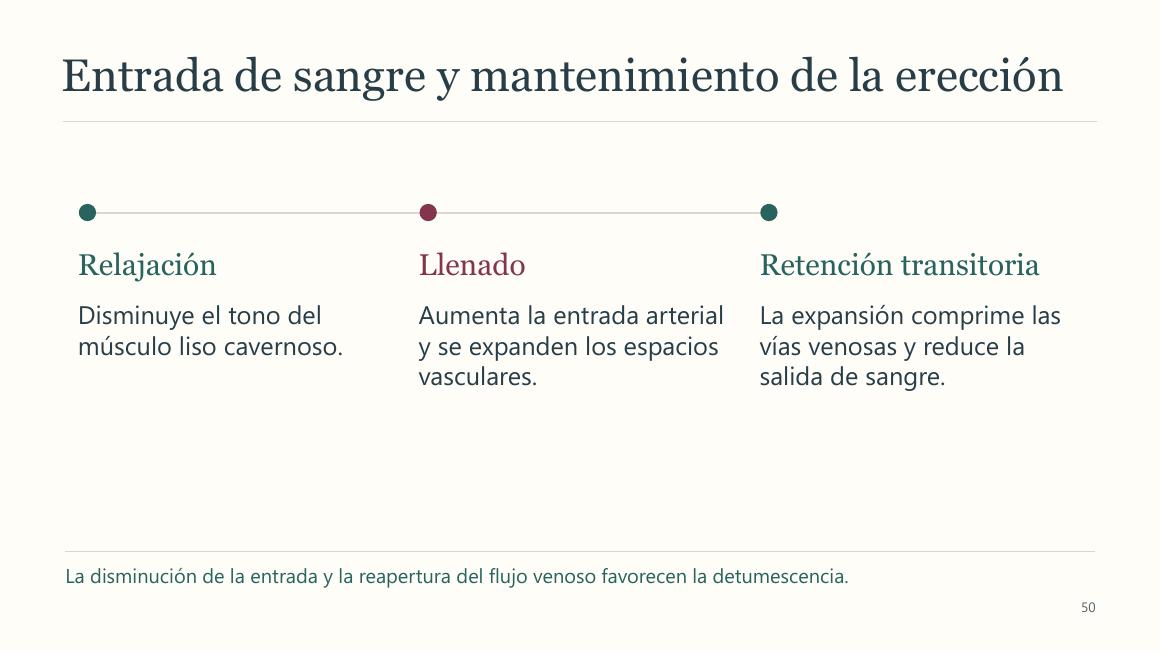 Entrada de sangre y mantenimiento de la erección
Relajación
Disminuye el tono del
músculo liso cavernoso.
Llenado
Aumenta la entrada arterial
y se expanden los espacios
vasculares.
Retención transitoria
La expansión comprime las
vías venosas y reduce la
salida de sangre.
La disminución de la entrada y la reapertura del flujo venoso favorecen la detumescencia.
50